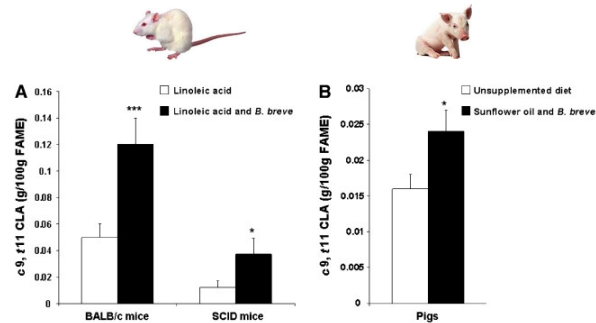 A
Linoleic acid
Linoleic acid and B. breve
c9, t11 CLA (g/100g FAME)
0.16
0.14
0.12
0.1
0.08
0.06
0.04
0.02
0
***
*
BALB/c mice
SCID mice
B
Unsupplemented diet
Sunflower oil and B. breve
c9, t11 CLA (g/100g FAME)
0.03
0.025
0.02
0.015
0.01
0.005
0
*
Pigs